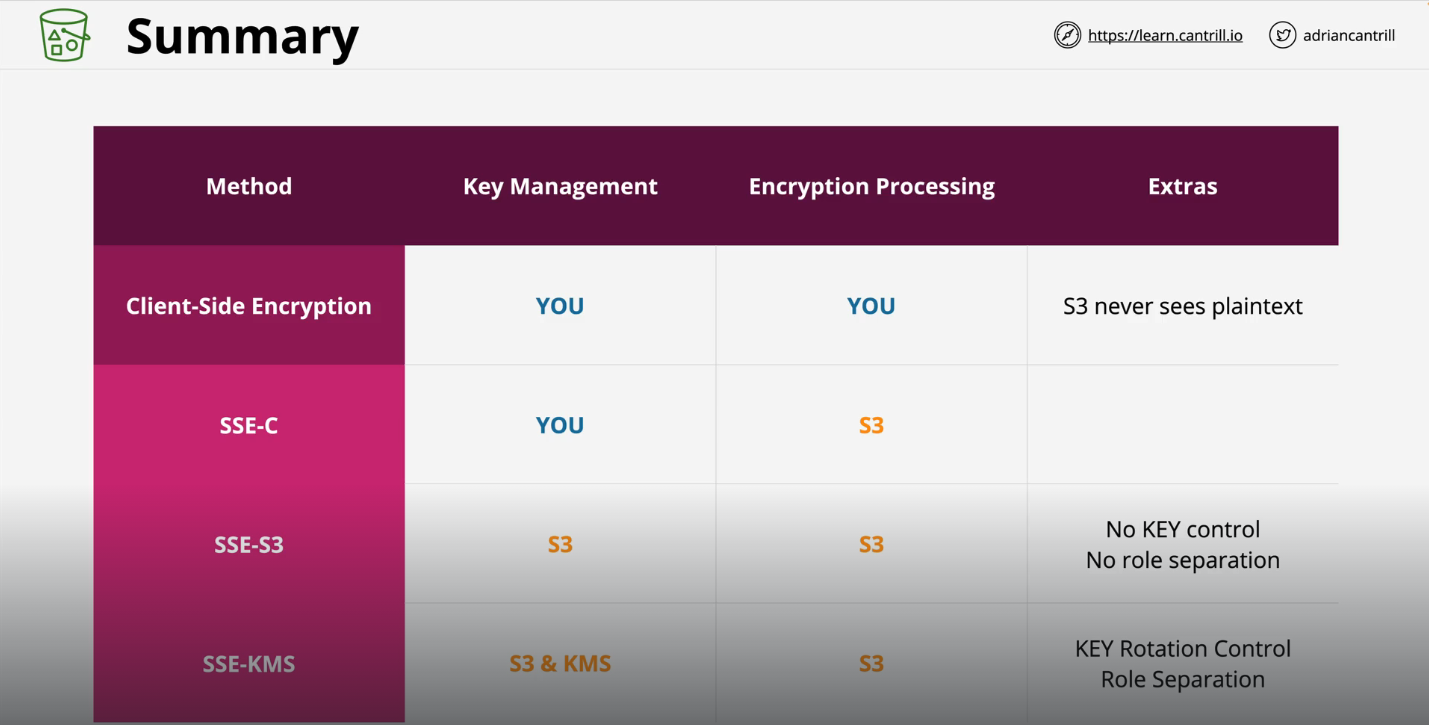 Summary
https://learn.cantrill.io
adriancantrill
Method
Key Management
Encryption Processing
Extras
Client-Side Encryption
YOU
YOU
S3 never sees plaintext
SSE-C
YOU
S3
SSE-S3
S3
S3
No KEY control
No role separation
SSE-KMS
S3 & KMS
S3
KEY Rotation Control
Role Separation